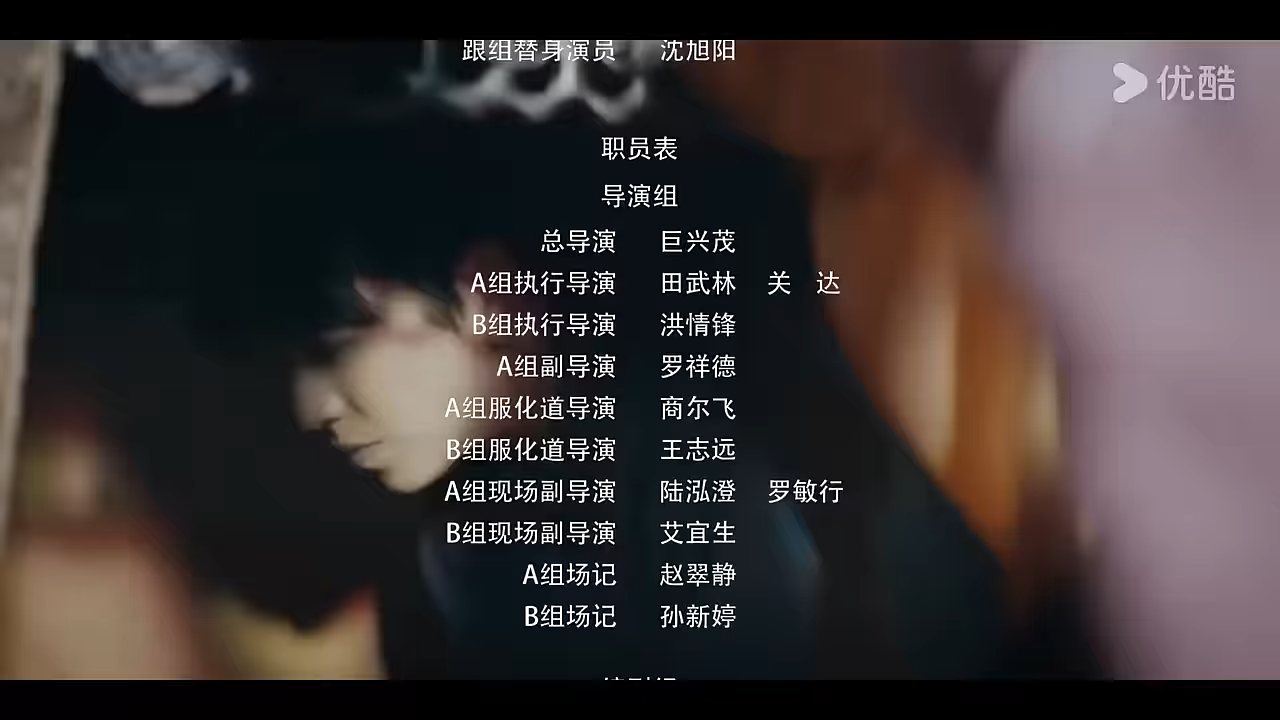 跟组替身演员 沈旭阳
优酷
职员表
导演组
总导演 巨兴茂
A组执行导演 田武林 关 达
B组执行导演 洪情锋
A组副导演 罗祥德
A组服化道导演 商尔飞
B组服化道导演 王志远
A组现场副导演 陆泓澄 罗敏行
B组现场副导演 艾宜生
A组场记 赵翠静
B组场记 孙新婷